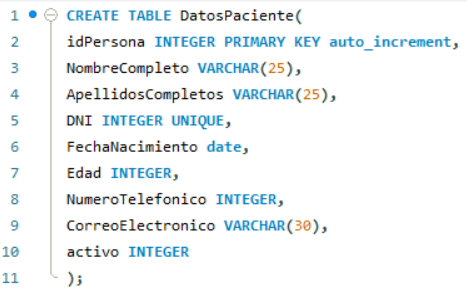 1 CREATE TABLE DatosPaciente(
2 idPersona INTEGER PRIMARY KEY auto_increment,
3 NombreCompleto VARCHAR(25),
4 ApellidosCompletos VARCHAR(25),
5 DNI INTEGER UNIQUE,
6 FechaNacimiento date,
7 Edad INTEGER,
8 NumeroTelefonico INTEGER,
9 CorreoElectronico VARCHAR(30),
10 activo INTEGER
11 );